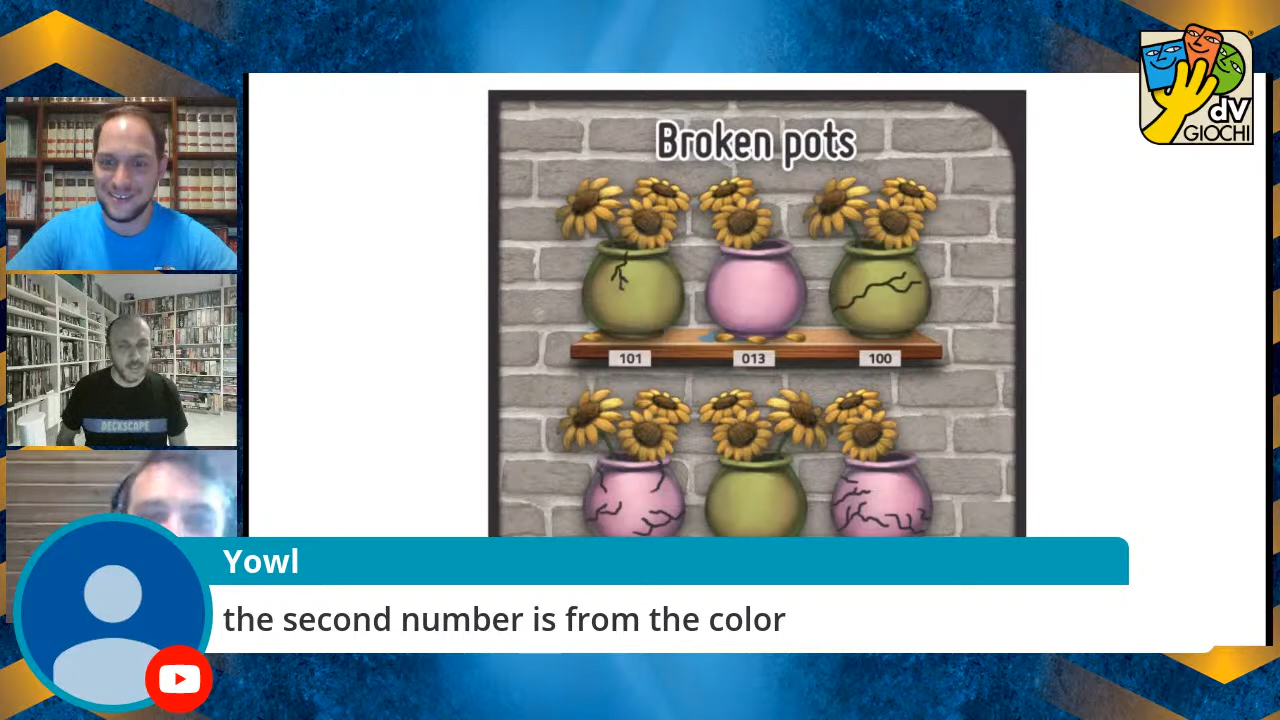 dv
GIOCHI
Broken pots
101
013
100
DECKSCAPE
Yowl
the second number is from the color